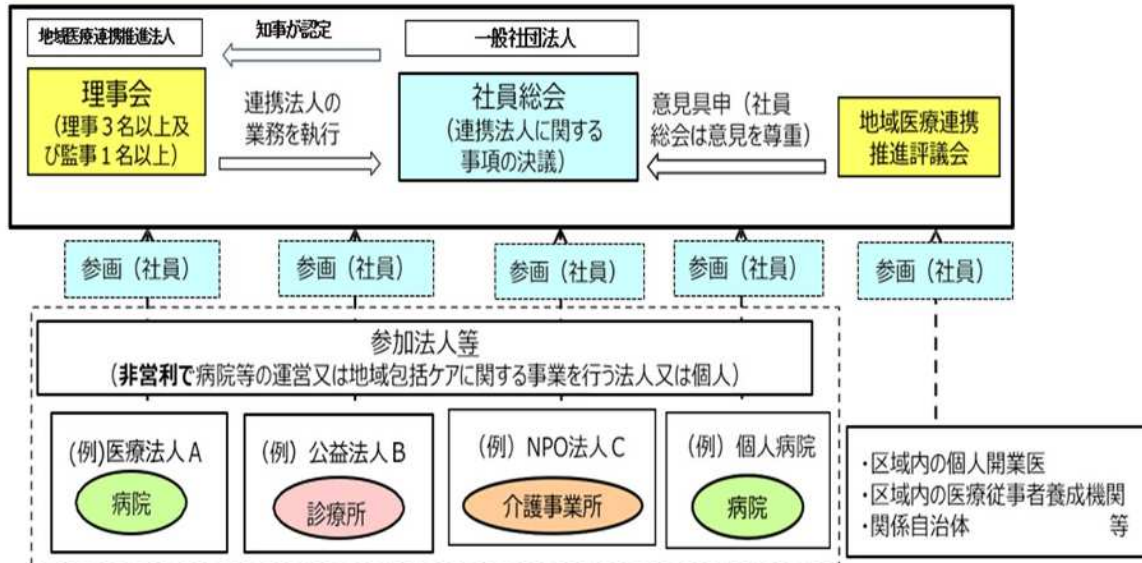 地域医療連携推進法人
知事が認定
一般社団法人
理事会
（理事３名以上及
び監事１名以上）
連携法人の
業務を執行
社員総会
（連携法人に関する
事項の決議）
意見具申（社員
総会は意見を尊重）
地域医療連携
推進評議会
参画（社員）
参画（社員）
参画（社員）
参画（社員）
参画（社員）
参加法人等
（非営利で病院等の運営又は地域包括ケアに関する事業を行う法人又は個人）
(例)医療法人Ａ
病院
（例）公益法人Ｂ
診療所
（例）NPO法人Ｃ
介護事業所
（例）個人病院
病院
・区域内の個人開業医
・区域内の医療従事者養成機関
・関係自治体　　　　　　等